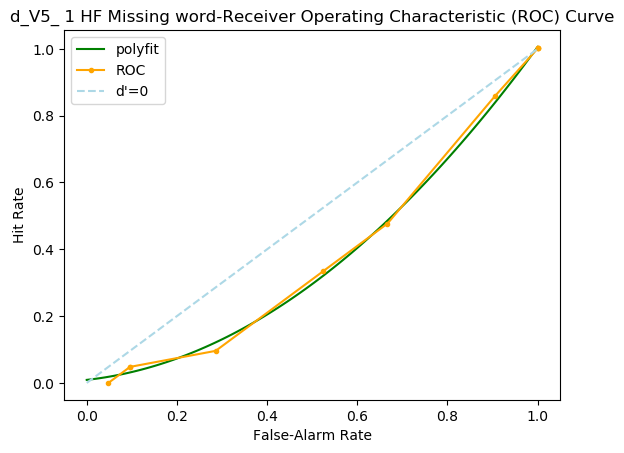 d_V5_ 1 HF Missing word-Receiver Operating Characteristic (ROC) Curve
polyfit
ROC
d'=0
Hit Rate
1.0
0.8
0.6
0.4
0.2
0.0
0.0 0.2 0.4 0.6 0.8 1.0
False-Alarm Rate